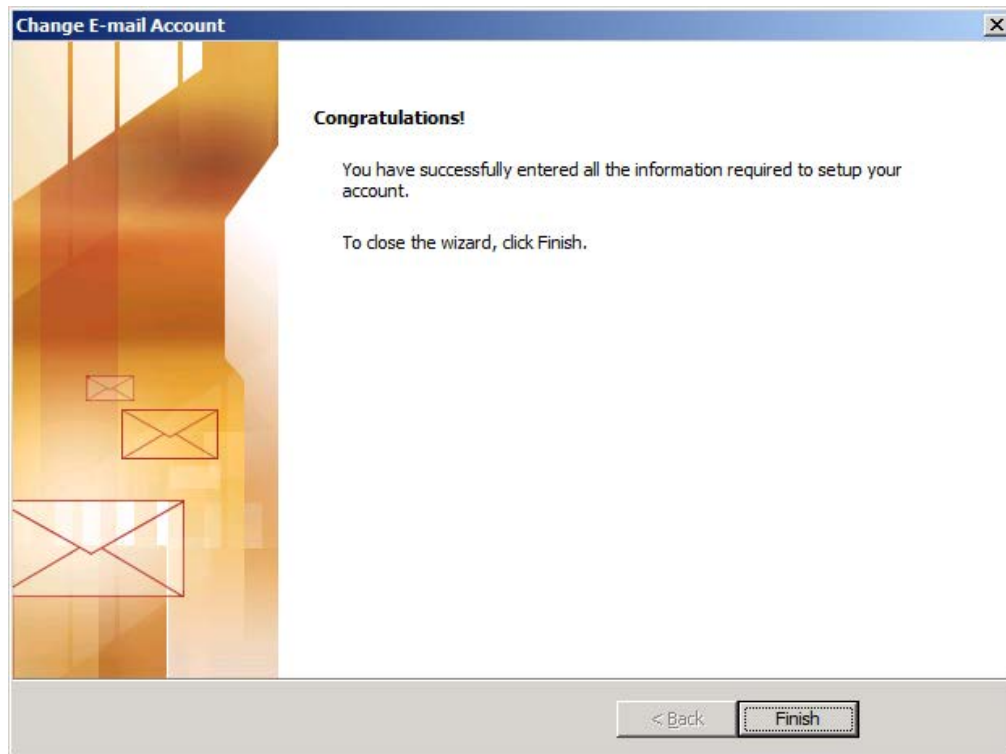 Change E-mail Account
Congratulations!
You have successfully entered all the information required to setup your
account.
To close the wizard, click Finish.
< Back
Finish